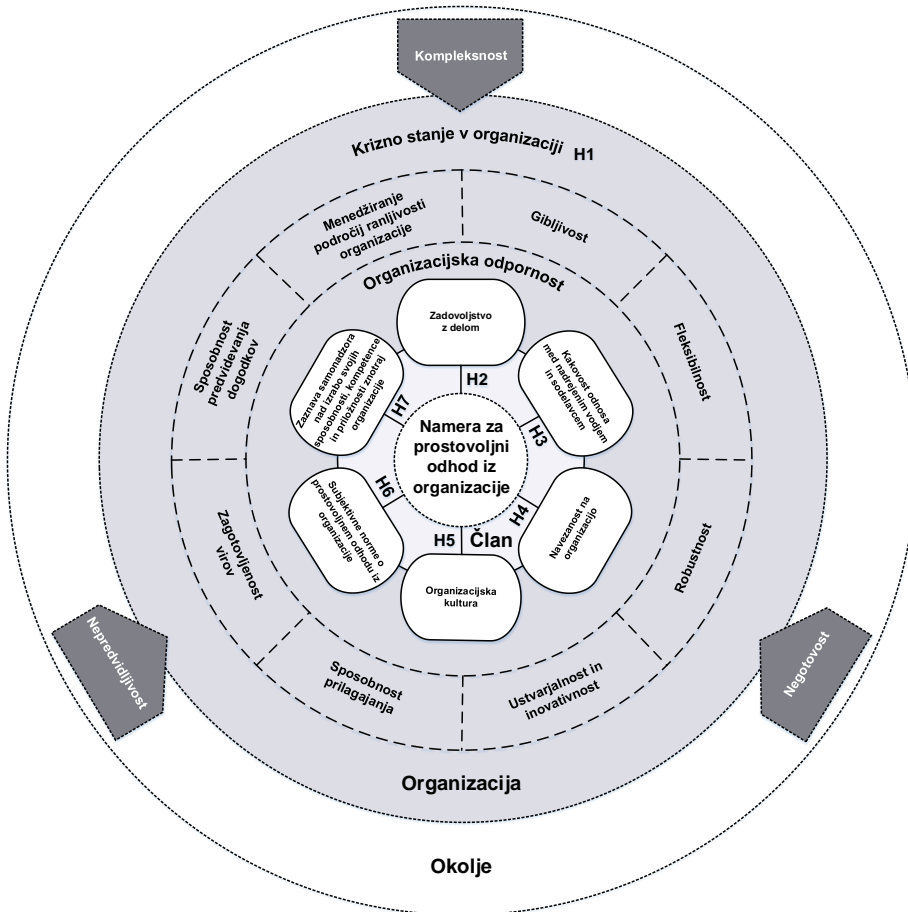 Kompleksnost
Krizno stanje v organizaciji H1
Menedžiranje
področij ranljivosti
organizacije
Gibljivost
Organizacijska odpornost
Sposobnost
predvidevanja
dogodkov
Fleksibilnost
Zadovoljstvo
z delom
Zaznava samonadzora
nad izrabo svojih
sposobnosti, kompetence
in priložnosti znotraj
organizacije
Kakovost odnosa
med nadrejenim vodjem
in sodelavcem
H2
H7
H3
Namera za
prostovoljni
odhod iz
organizacije
H6
H4
Subjektivne norme o
prostovoljnem odhodu iz
organizacije
Navezanost na
organizacijo
H5
Član
Zagotovljenost
virov
Robustnost
Organizacijska
kultura
Nepredvidljivost
Negotovost
Sposobnost
prilagajanja
Ustvarjalnost in
inovativnost
Organizacija
Okolje